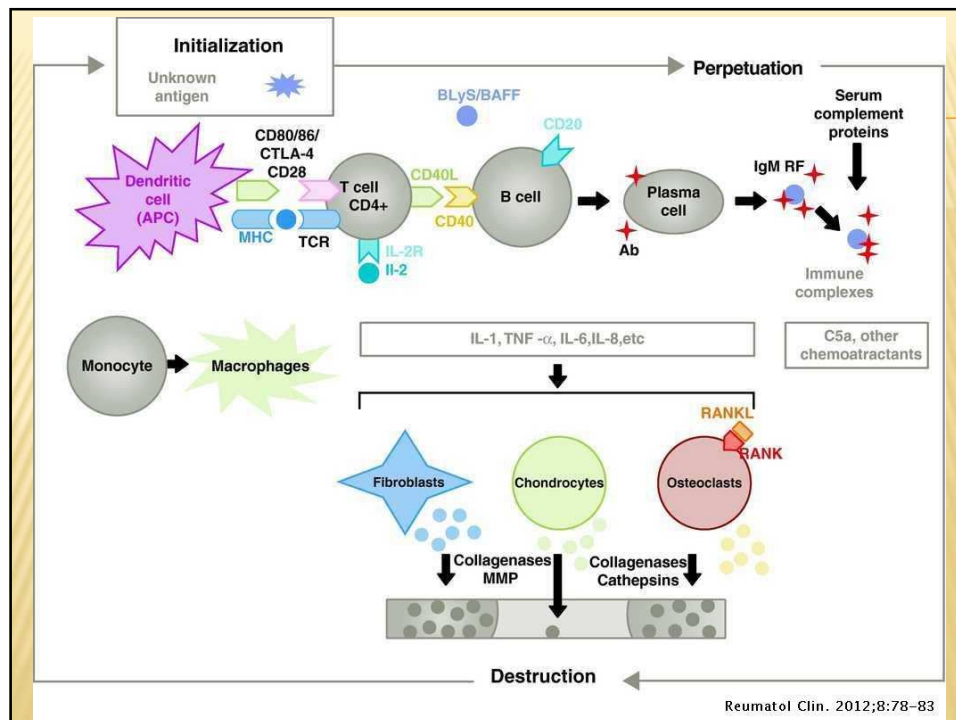 Initialization
Unknown
antigen
Perpetuation
BLyS/BAFF
CD20
Serum
complement
proteins
CD80/86/
CTLA-4
CD28
Dendritic
cell
(APC)
MHC
TCR
T cell
CD4+
CD40L
CD40
IL-2R
Il-2
B cell
Plasma
cell
Ab
IgM RF
Immune
complexes
Monocyte
Macrophages
IL-1, TNF -α, IL-6,IL-8,etc
C5a, other
chemoatractants
RANKL
RANK
Fibroblasts
Chondrocytes
Osteoclasts
Collagenases
MMP
Collagenases
Cathepsins
Destruction
Reumatol Clin. 2012;8:78-83